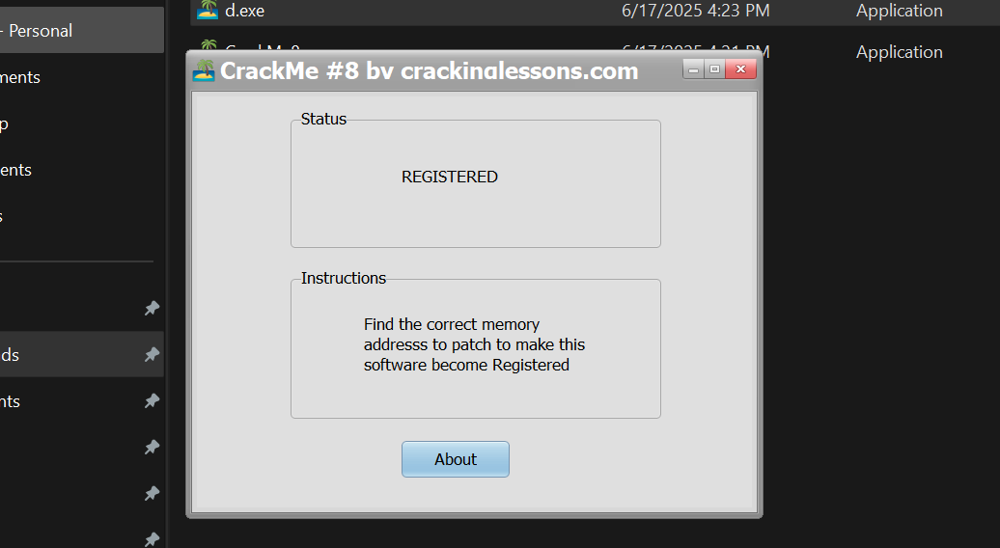 d.exe 6/17/2025 4:23 PM Application
- Personal
6/17/2025 4:21 PM Application
CrackMe #8 by crackinglessons.com
ments
p
ents
s
Status
REGISTERED
Instructions
Find the correct memory
addresss to patch to make this
software become Registered
ds
nts
About